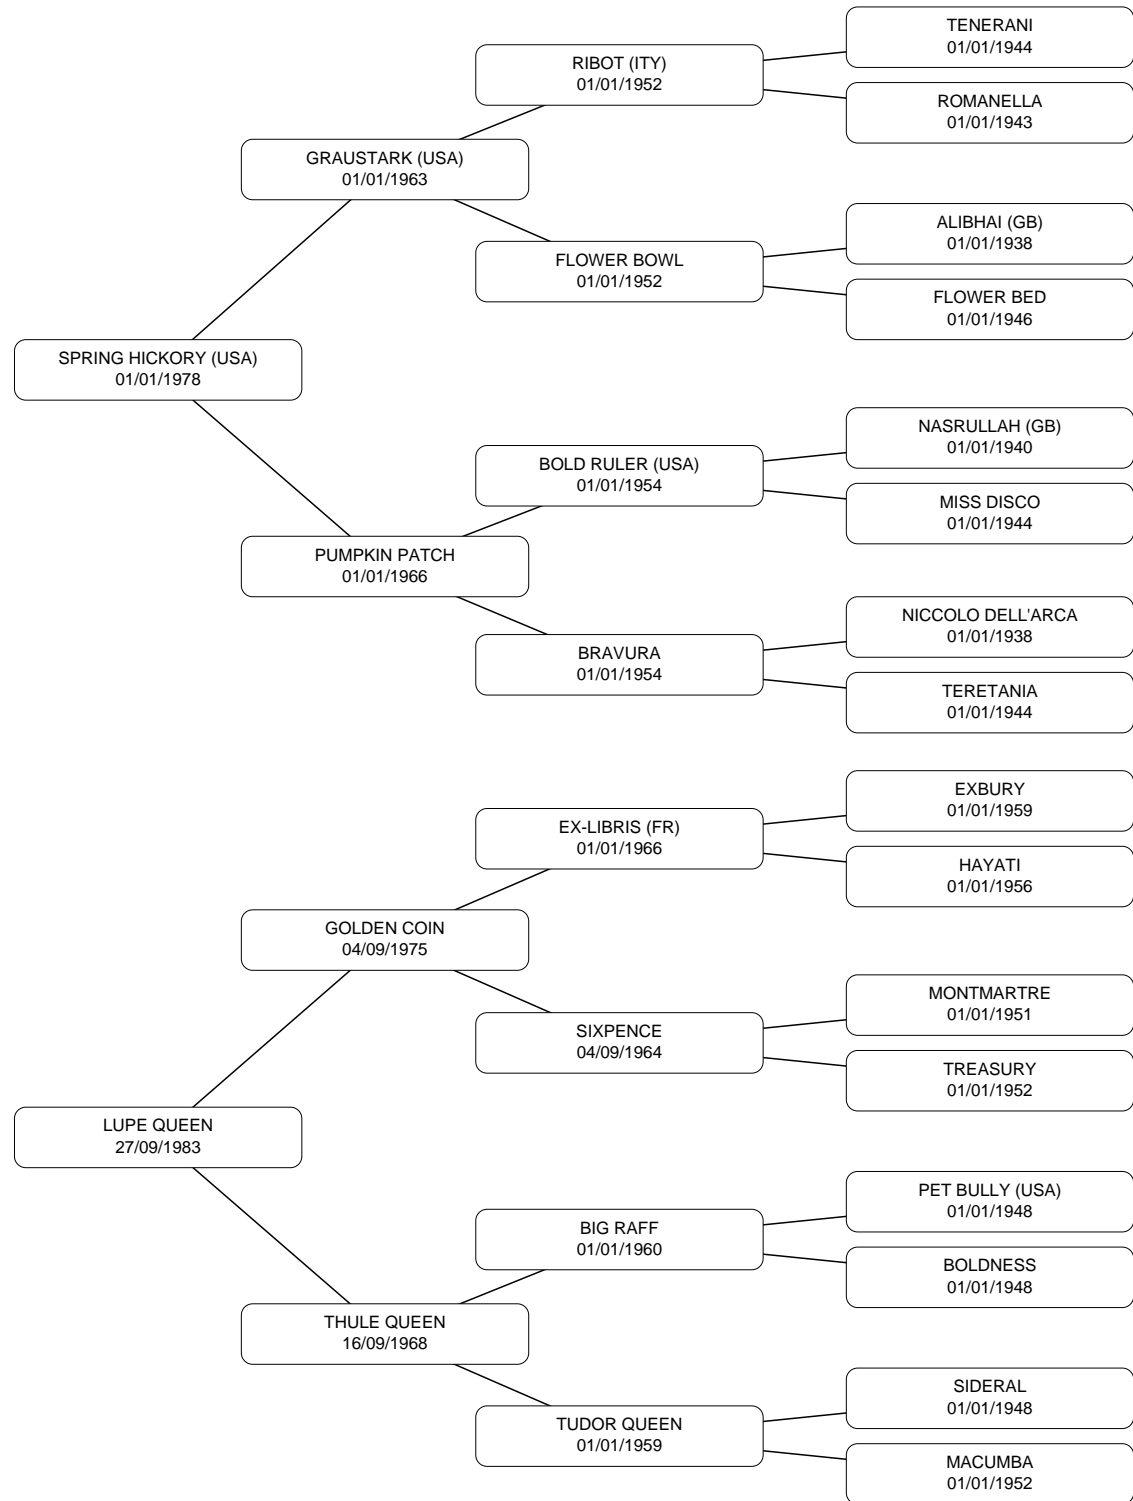 TENERANI
01/01/1944
RIBOT (ITY)
01/01/1952
ROMANELLA
01/01/1943
GRAUSTARK (USA)
01/01/1963
ALIBHAI (GB)
01/01/1938
FLOWER BOWL
01/01/1952
FLOWER BED
01/01/1946
SPRING HICKORY (USA)
01/01/1978
NASRULLAH (GB)
01/01/1940
BOLD RULER (USA)
01/01/1954
MISS DISCO
01/01/1944
PUMPKIN PATCH
01/01/1966
NICCOLO DELL'ARCA
01/01/1938
BRAVURA
01/01/1954
TERETANIA
01/01/1944
EXBURY
01/01/1959
EX-LIBRIS (FR)
01/01/1966
HAYATI
01/01/1956
GOLDEN COIN
04/09/1975
MONTMARTRE
01/01/1951
SIXPENCE
04/09/1964
TREASURY
01/01/1952
LUPE QUEEN
27/09/1983
PET BULLY (USA)
01/01/1948
BIG RAFF
01/01/1960
BOLDNESS
01/01/1948
THULE QUEEN
16/09/1968
SIDERAL
01/01/1948
TUDOR QUEEN
01/01/1959
MACUMBA
01/01/1952